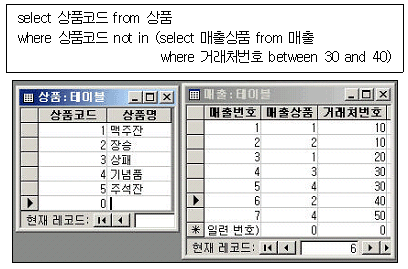 select 상품코드 from 상품
where 상품코드 not in (select 매출상품 from 매출
where 거래처번호 between 30 and 40)
상품 : 테이블
상품코드 상품명
1 맥주잔
2 장승
3 상패
4 기념품
5 주석잔
0
현재 레코드:
매출 : 테이블
매출번호 매출상품 거래처번호
1 1 10
2 2 10
3 1 20
4 3 30
5 4 30
6 2 40
7 4 50
일련 번호) 0 0
현재 레코드: 6